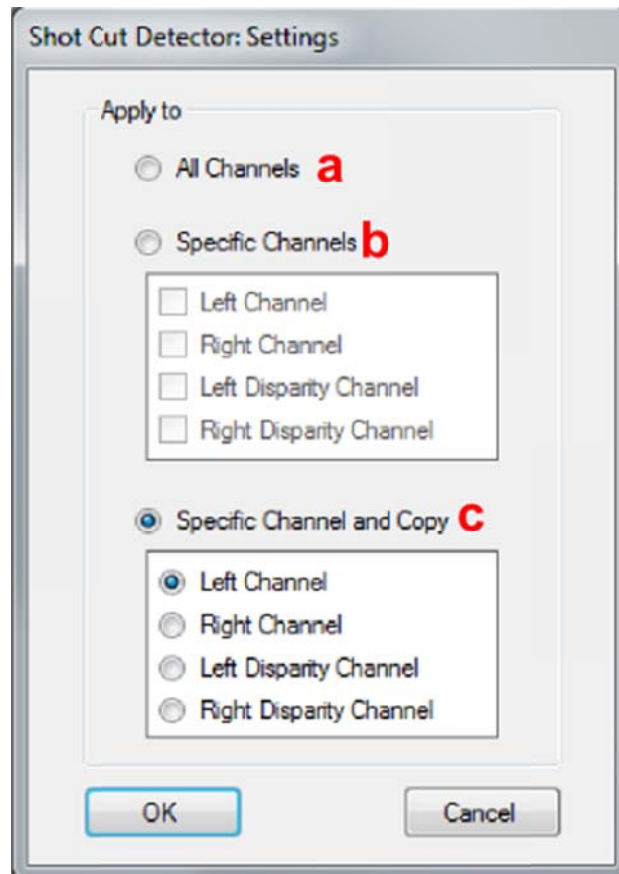 Shot Cut Detector: Settings
Apply to
All Channels a
Specific Channels b
Left Channel
Right Channel
Left Disparity Channel
Right Disparity Channel
Specific Channel and Copy c
Left Channel
Right Channel
Left Disparity Channel
Right Disparity Channel
OK Cancel